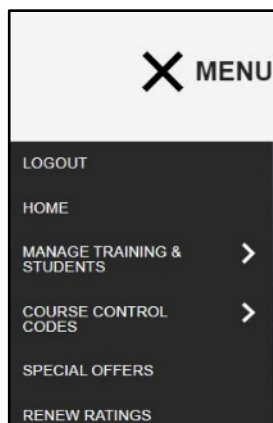 MENU
LOGOUT
HOME
MANAGE TRAINING &
STUDENTS
COURSE CONTROL
CODES
SPECIAL OFFERS
RENEW RATINGS